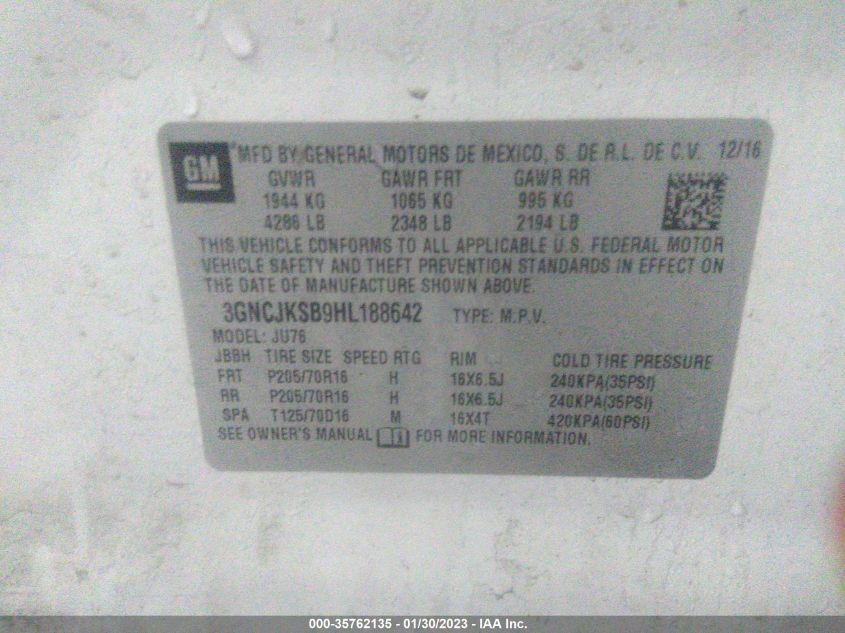 GM
MFD BY GENERAL MOTORS DE MEXICO, S. DE R.L. DE C.V. 12/16
GVWR GAWR FRT GAWR RR
1944 KG 1065 KG 995 KG
4286 LB 2348 LB 2194 LB
THIS VEHICLE CONFORMS TO ALL APPLICABLE U.S. FEDERAL MOTOR
VEHICLE SAFETY AND THEFT PREVENTION STANDARDS IN EFFECT ON
THE DATE OF MANUFACTURE SHOWN ABOVE.
3GNCJKSB9HL188642 TYPE: M.P.V.
MODEL: JU76
JBBH TIRE SIZE SPEED RTG RIM COLD TIRE PRESSURE
FRT P205/70R16 H 16X6.5J 240KPA(35PSI)
RR P205/70R16 H 16X6.5J 240KPA(35PSI)
SPA T125/70D16 M 16X4T 420KPA(60PSI)
SEE OWNER'S MANUAL FOR MORE INFORMATION.
000-35762135 - 01/30/2023 - IAA Inc.